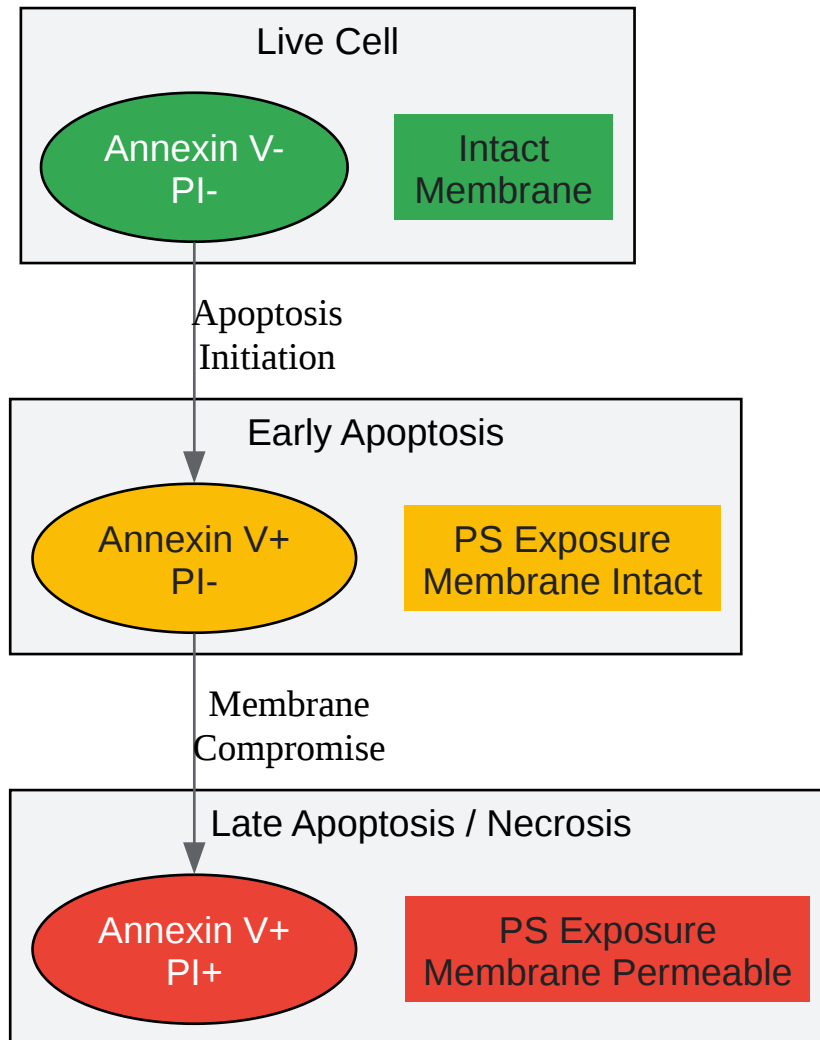 Live Cell
Annexin V-
PI-
Intact
Membrane
Apoptosis
Initiation
Early Apoptosis
Annexin V+
PI-
PS Exposure
Membrane Intact
Membrane
Compromise
Late Apoptosis / Necrosis
Annexin V+
PI+
PS Exposure
Membrane Permeable